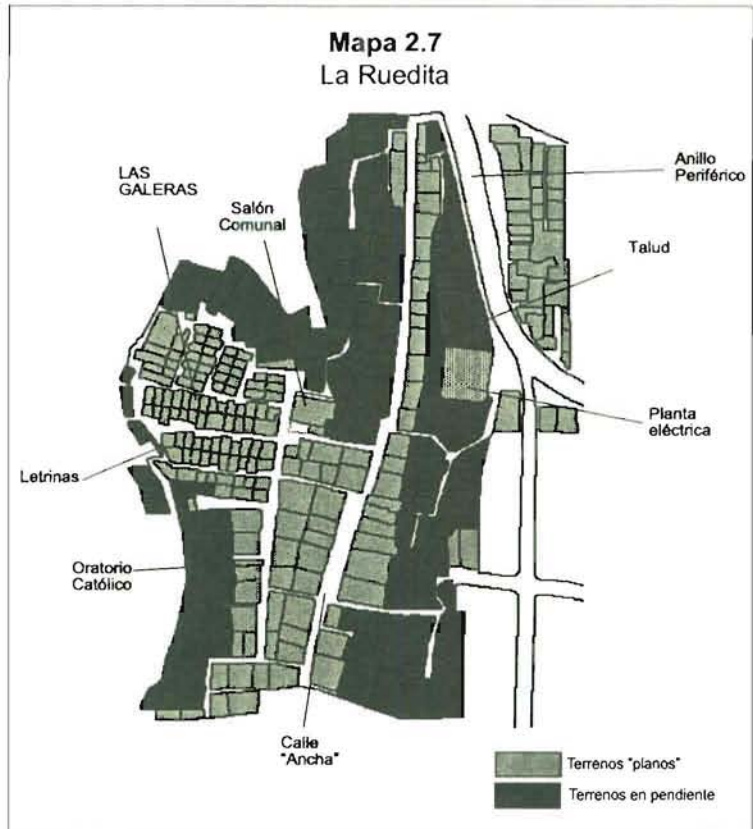 Mapa 2.7
La Ruedita
LAS
GALERAS
Salón
Comunal
Anillo
Periférico
Talud
Planta
eléctrica
Letrinas
Oratorio
Católico
Calle
"Ancha"
Terrenos "planos"
Terrenos en pendiente